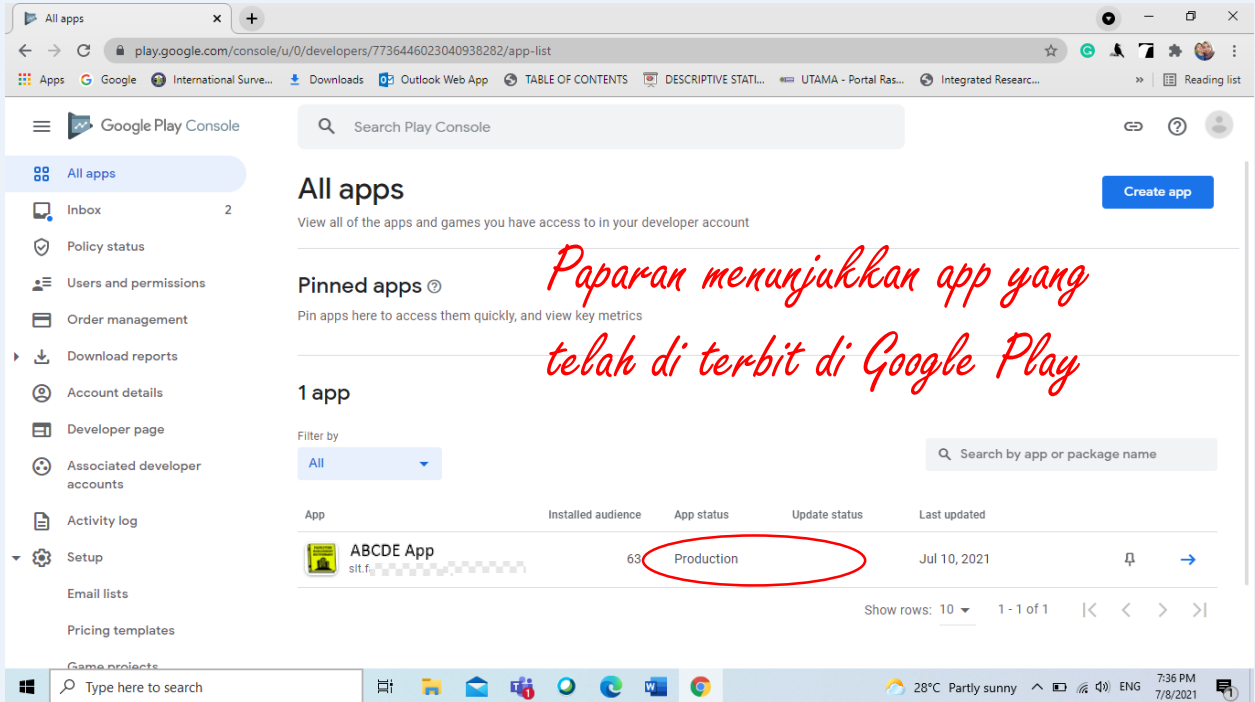 All apps
play.google.com/console/u/0/developers/7736446023040938282/app-list
Apps Google International Surve... Downloads Outlook Web App TABLE OF CONTENTS DESCRIPTIVE STATI... UTAMA - Portal Ras... Integrated Researc... » Reading list
Google Play Console
Search Play Console
All apps
Inbox 2
Policy status
Users and permissions
Order management
Download reports
Account details
Developer page
Associated developer
accounts
Activity log
Setup
Email lists
Pricing templates
Game projects
All apps
Create app
View all of the apps and games you have access to in your developer account
Paparan menunjukkan app yang
telah di terbit di Google Play
Pinned apps
Pin apps here to access them quickly, and view key metrics
1 app
Filter by
All
Search by app or package name
App Installed audience App status Update status Last updated
ABCDE App 63 Production Jul 10, 2021
slt.f
Show rows: 10 1 - 1 of 1
Type here to search
28°C Partly sunny ENG
7:36 PM
7/8/2021
1